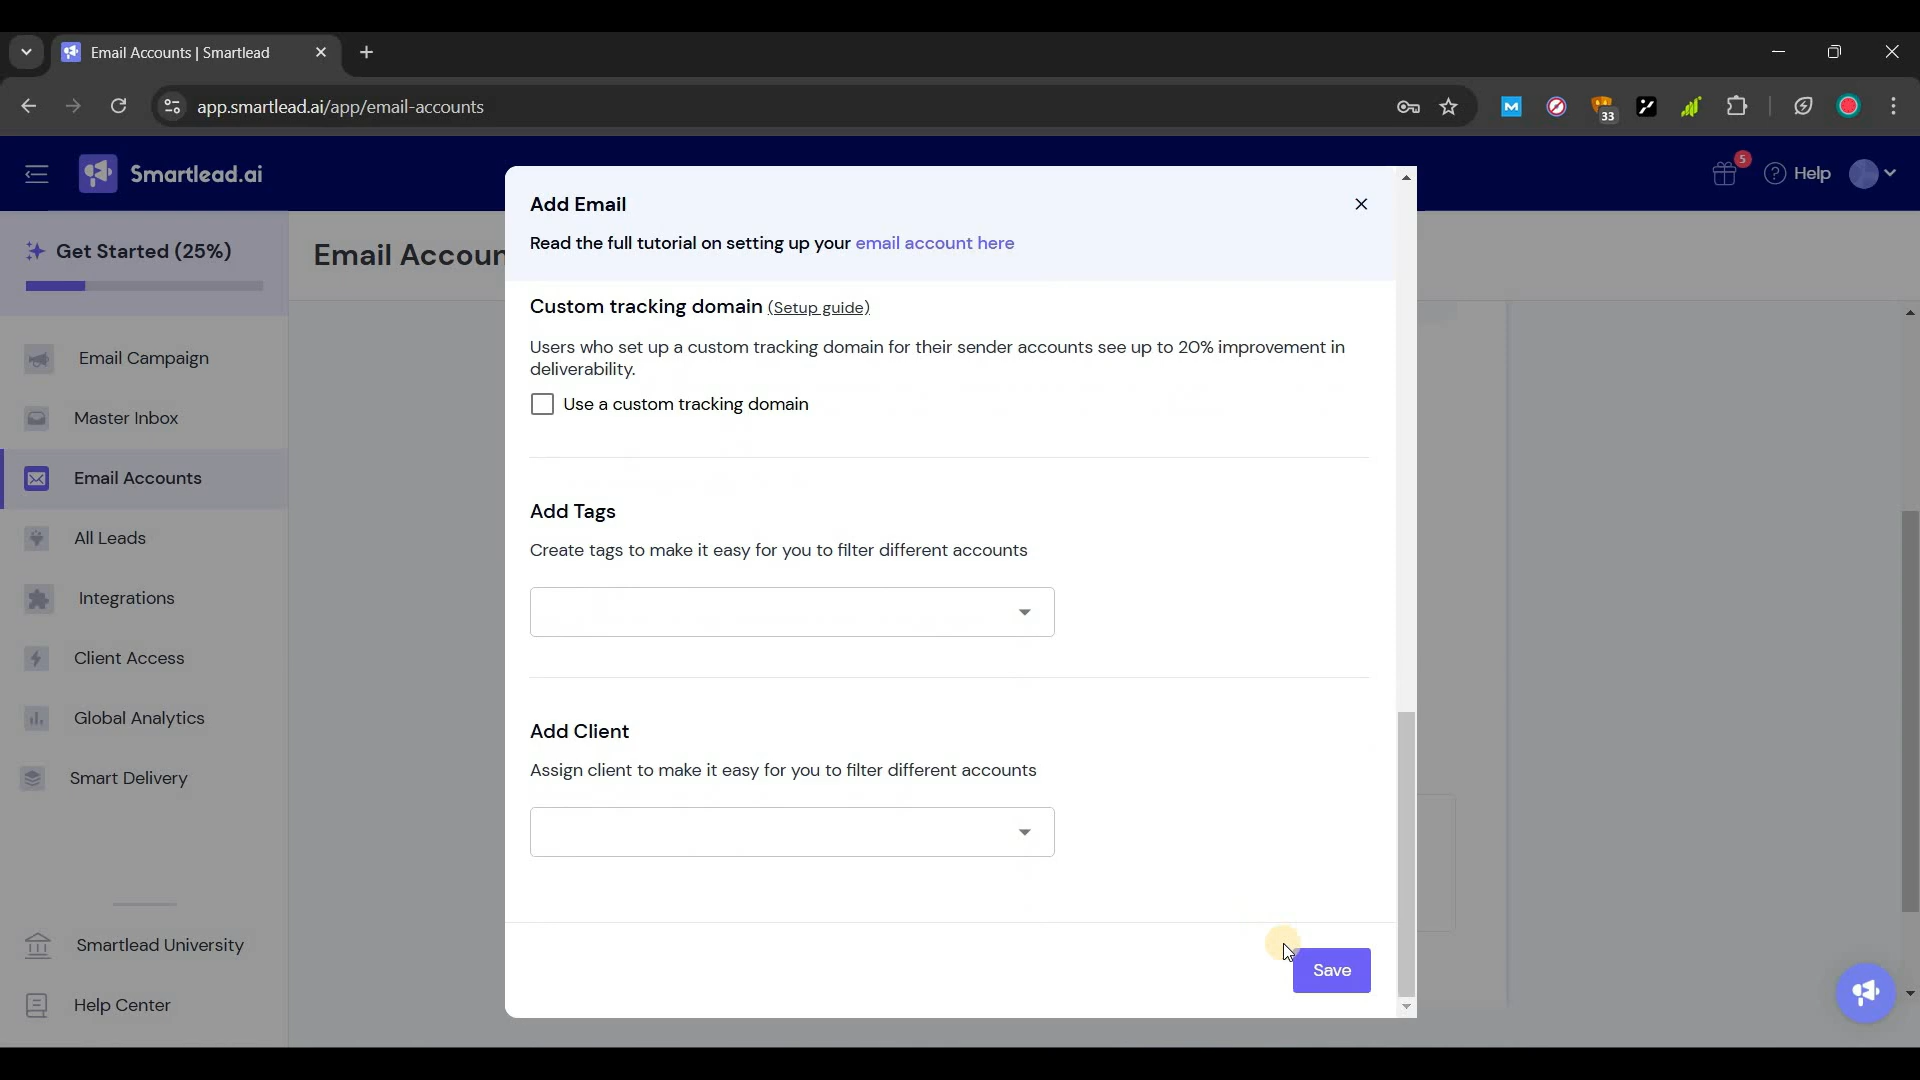 Email Accounts | Smartlead
app.smartlead.ai/app/email-accounts
33
Smartlead.ai
5
Help
Get Started (25%)
Email Accoun
Email Campaign
Master Inbox
Email Accounts
All Leads
Integrations
Client Access
Global Analytics
Smart Delivery
Smartlead University
Help Center
Add Email
Read the full tutorial on setting up your email account here
Custom tracking domain (Setup guide)
Users who set up a custom tracking domain for their sender accounts see up to 20% improvement in
deliverability.
Use a custom tracking domain
Add Tags
Create tags to make it easy for you to filter different accounts
Add Client
Assign client to make it easy for you to filter different accounts
Save